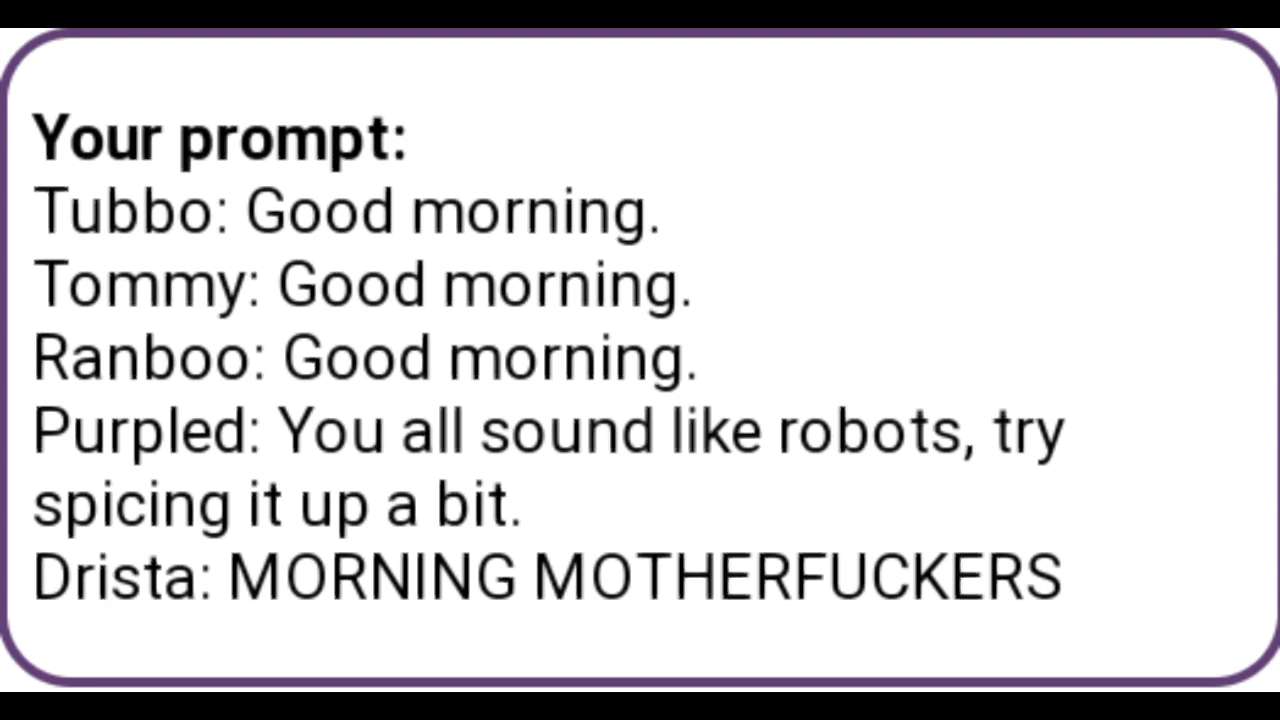 Your prompt:
Tubbo: Good morning.
Tommy: Good morning.
Ranboo: Good morning.
Purpled: You all sound like robots, try
spicing it up a bit.
Drista: MORNING MOTHERFUCKERS